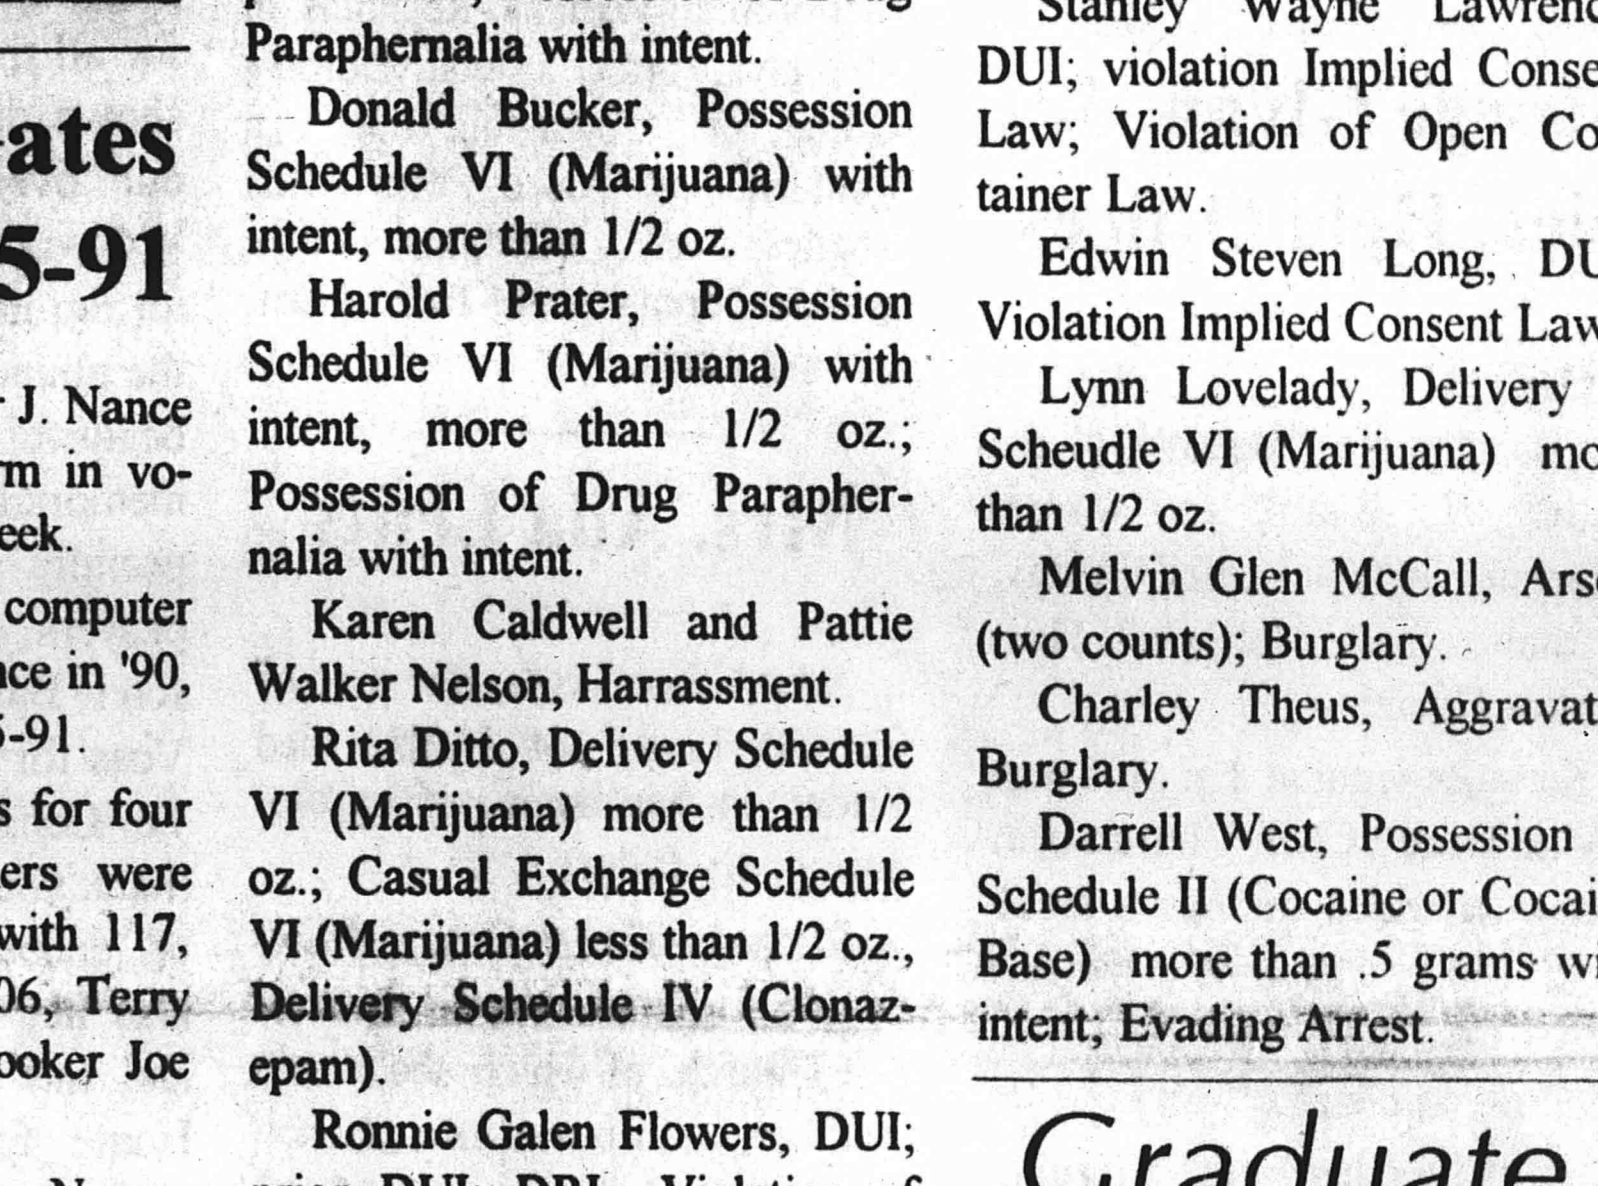 ates
5-91
J. Nance
in vo-
eek.
computer
in '90,
-91.
for four
were
with 117,
06, Terry
Joe
Paraphernalia with intent.
Donald Bucker, Possession
Schedule VI (Marijuana) with
intent, more than 1/2 oz.
Harold Prater, Possession
Schedule VI (Marijuana) with
intent, more than 1/2 oz.;
Possession of Drug Parapher-
nalia with intent.
Karen Caldwell and Pattie
Walker Nelson, Harrassment.
Rita Ditto, Delivery Schedule
VI (Marijuana) more than 1/2
oz.; Casual Exchange Schedule
VI (Marijuana) less than 1/2 oz.,
Delivery Schedule IV (Clonaz-
epam).
Ronnie Galen Flowers, DUI;
Stanley Wayne Lawrenc
DUI; violation Implied Conse
Law; Violation of Open Co
tainer Law.
Edwin Steven Long, DU
Violation Implied Consent Law
Lynn Lovelady, Delivery
Scheudle VI (Marijuana) mo
than 1/2 oz.
Melvin Glen McCall, Arso
(two counts); Burglary.
Charley Theus, Aggravat
Burglary.
Darrell West, Possession
Schedule II (Cocaine or Cocai
Base) more than .5 grams wi
intent; Evading Arrest.
Graduate